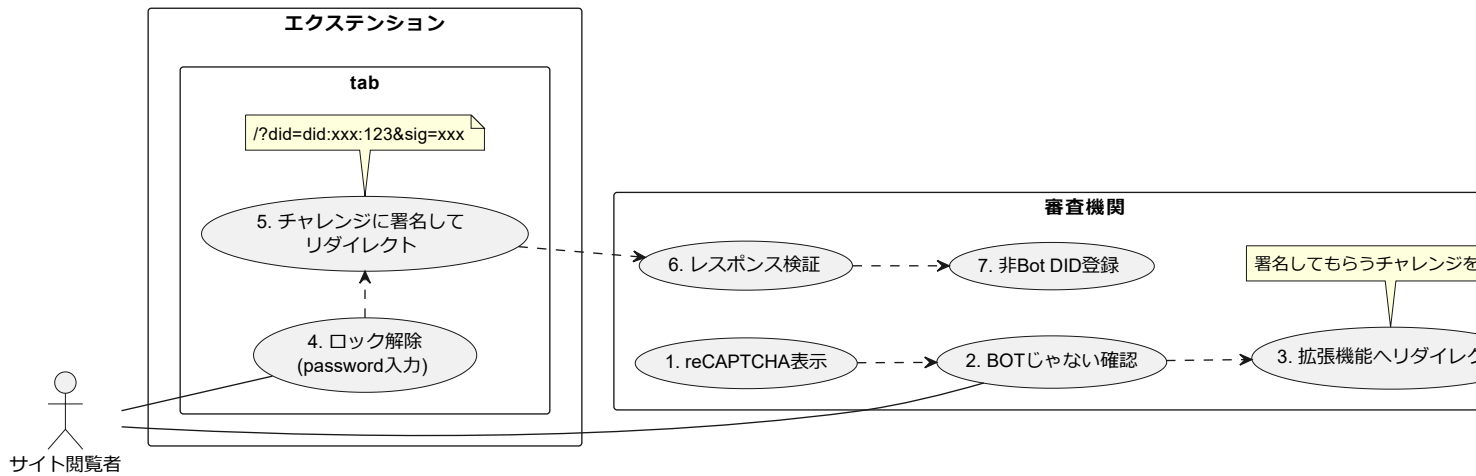 エクステンション
tab
/?did=did:xxx:123&sig=xxx
5. チャレンジに署名して
リダイレクト
4. ロック解除
(password入力)
サイト閲覧者
審査機関
6. レスポンス検証
7. 非Bot DID登録
署名してもらうチャレンジを
1. reCAPTCHA表示
2. BOTじゃない確認
3. 拡張機能へリダイレク